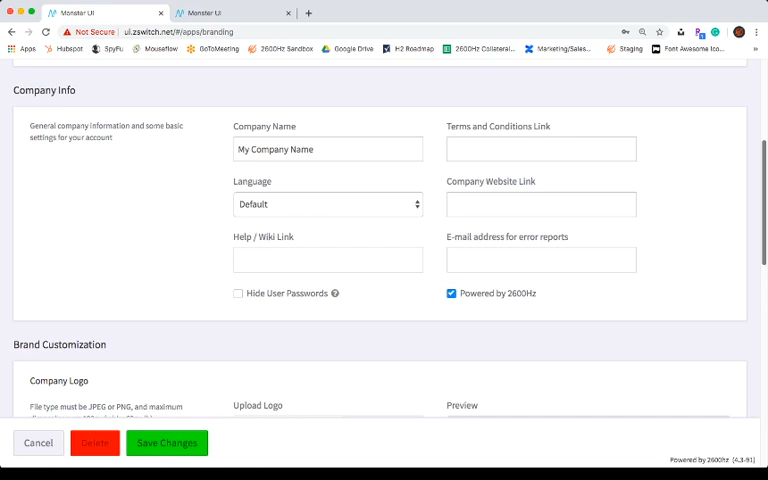 Monster UI
Monster UI
Not Secure
ui.zswitch.net/#/apps/branding
Apps
Hubspot
SpyFu
Mouseflow
GoToMeeting
2600Hz Sandbox
Google Drive
H2 Roadmap
2600Hz Collateral...
Marketing/Sales...
Staging
Font Awesome Ico...
Company Info
General company information and some basic
settings for your account
Company Name
Terms and Conditions Link
My Company Name
Language
Company Website Link
Default
Help / Wiki Link
E-mail address for error reports
Hide User Passwords
Powered by 2600Hz
Brand Customization
Company Logo
File type must be JPEG or PNG, and maximum
Upload Logo
Preview
Cancel
Delete
Save Changes
Powered by 2600hz (4.3-91)